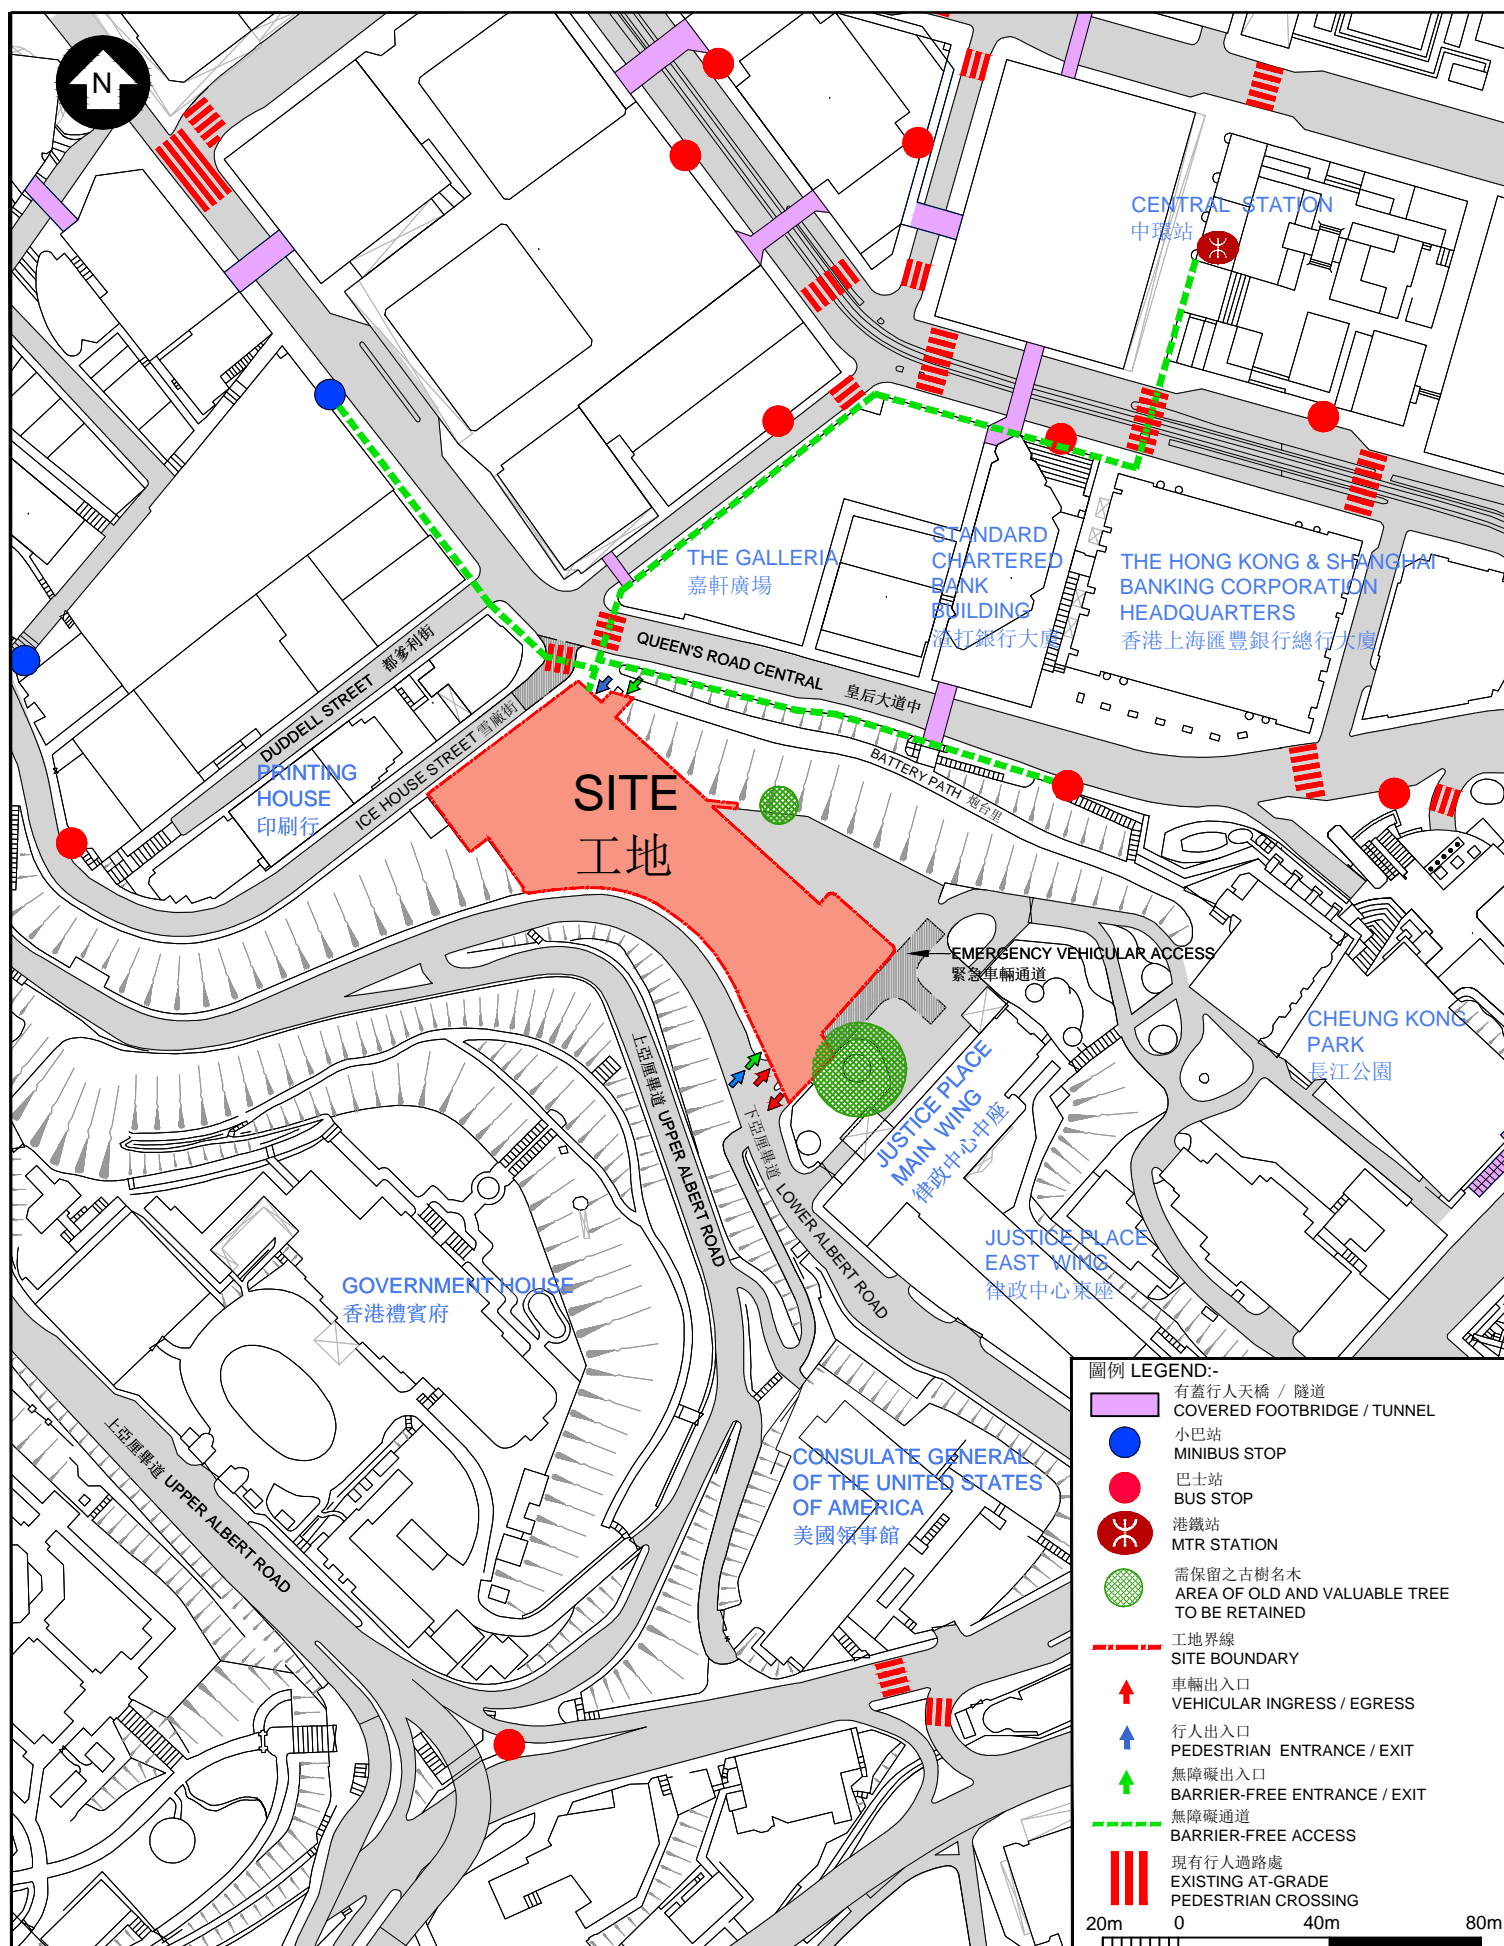 N
CENTRAL STATION
中環站
THE GALLERIA
嘉軒廣場
STANDARD
CHARTERED
BANK
BUILDING
渣打銀行大廈
THE HONG KONG & SHANGHAI
BANKING CORPORATION
HEADQUARTERS
香港上海匯豐銀行總行大廈
QUEEN'S ROAD CENTRAL 皇后大道中
DUDDELL STREET 都爹利街
ICE HOUSE STREET 雪廠街
PRINTING
HOUSE
印刷行
BATTERY PATH 炮台里
SITE
工地
EMERGENCY VEHICULAR ACCESS
緊急車輛通道
CHEUNG KONG
PARK
長江公園
JUSTICE PLACE
MAIN WING
律政中心中座
JUSTICE PLACE
EAST WING
律政中心東座
上亞厘畢道 UPPER ALBERT ROAD
下亞厘畢道 LOWER ALBERT ROAD
GOVERNMENT HOUSE
香港禮賓府
上亞厘畢道 UPPER ALBERT ROAD
CONSULATE GENERAL
OF THE UNITED STATES
OF AMERICA
美國領事館
圖例 LEGEND:-
有蓋行人天橋 / 隧道
COVERED FOOTBRIDGE / TUNNEL
小巴站
MINIBUS STOP
巴士站
BUS STOP
港鐵站
MTR STATION
需保留之古樹名木
AREA OF OLD AND VALUABLE TREE
TO BE RETAINED
工地界線
SITE BOUNDARY
車輛出入口
VEHICULAR INGRESS / EGRESS
行人出入口
PEDESTRIAN ENTRANCE / EXIT
無障礙出入口
BARRIER-FREE ENTRANCE / EXIT
無障礙通道
BARRIER-FREE ACCESS
現有行人過路處
EXISTING AT-GRADE
PEDESTRIAN CROSSING
20m 0 40m 80m